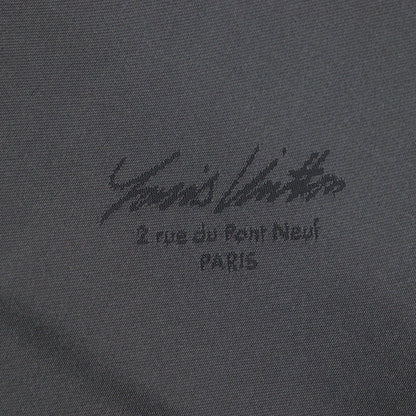 Louis Vuitton
2 rue du Pont Neuf
PARIS